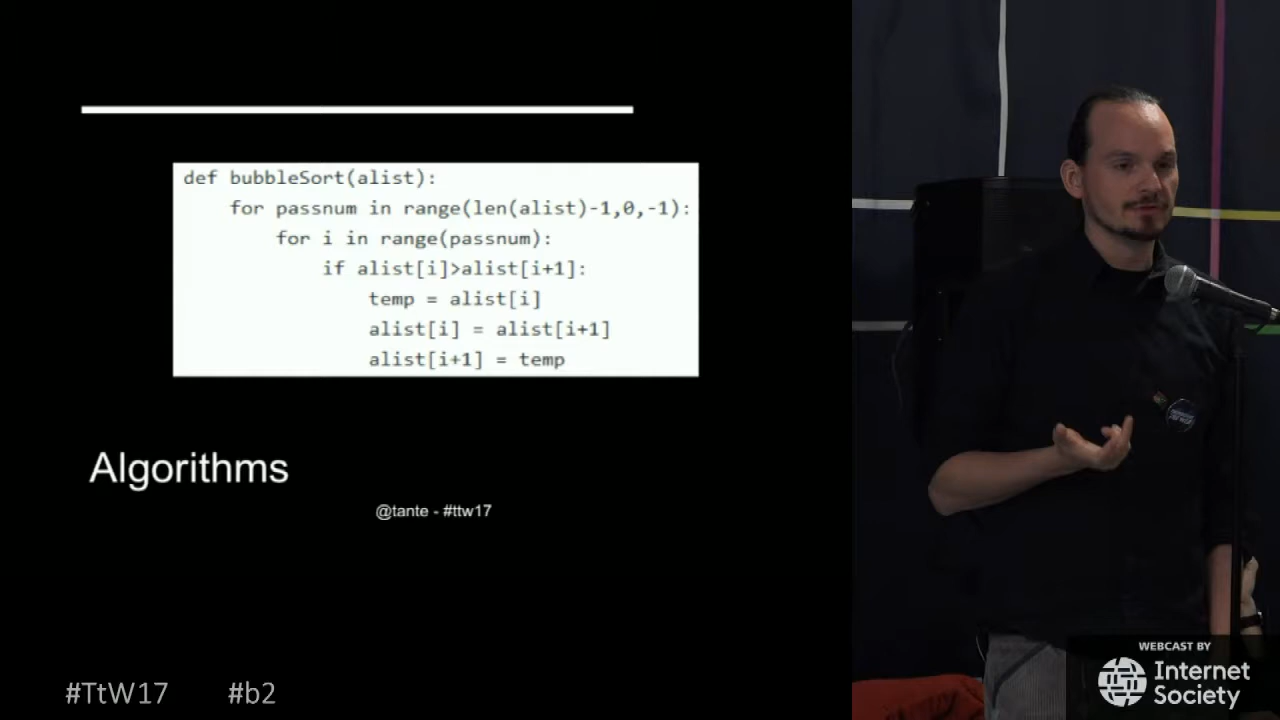 def bubbleSort(alist):
    for passnum in range(len(alist)-1,0,-1):
        for i in range(passnum):
            if alist[i]>alist[i+1]:
                temp = alist[i]
                alist[i] = alist[i+1]
                alist[i+1] = temp
Algorithms
@tante - #ttw17
#TtW17 #b2
WEBCAST BY
Internet
Society